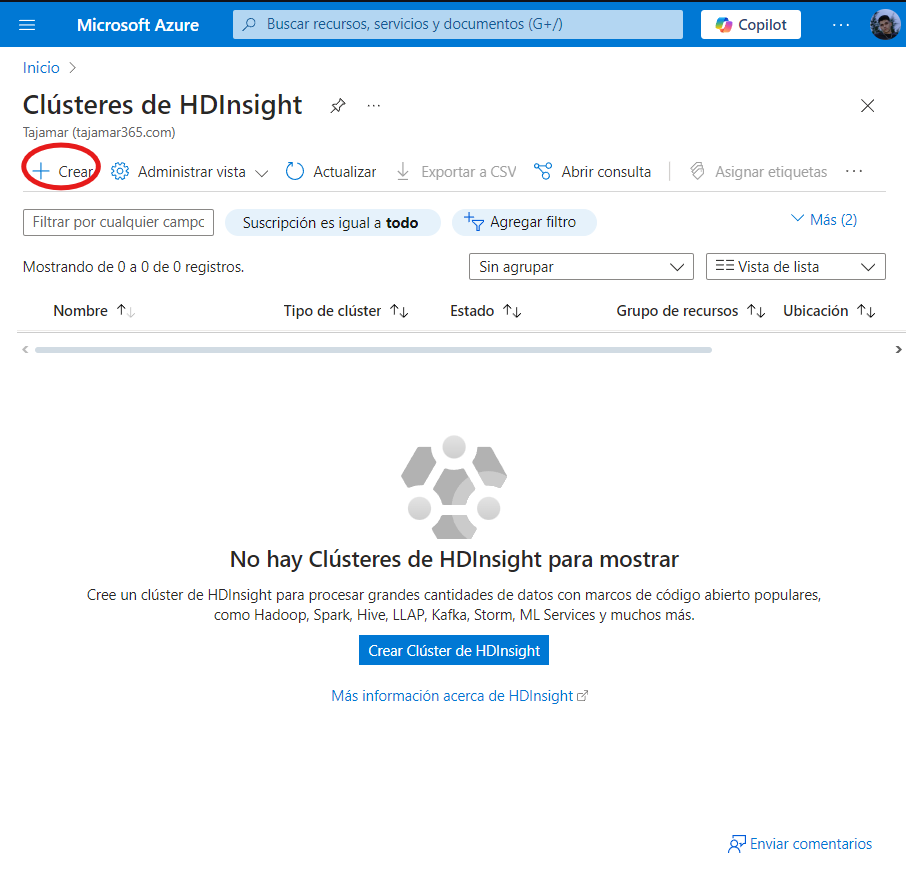 Microsoft Azure
Buscar recursos, servicios y documentos (G+/)
Copilot
Inicio
Clústeres de HDInsight
Tajamar (tajamar365.com)
Crear
Administrar vista
Actualizar
Exportar a CSV
Abrir consulta
Asignar etiquetas
Filtrar por cualquier campo
Suscripción es igual a todo
Agregar filtro
Más (2)
Mostrando de 0 a 0 de 0 registros.
Sin agrupar
Vista de lista
Nombre
Tipo de clúster
Estado
Grupo de recursos
Ubicación
No hay Clústeres de HDInsight para mostrar
Cree un clúster de HDInsight para procesar grandes cantidades de datos con marcos de código abierto populares,
como Hadoop, Spark, Hive, LLAP, Kafka, Storm, ML Services y muchos más.
Crear Clúster de HDInsight
Más información acerca de HDInsight
Enviar comentarios